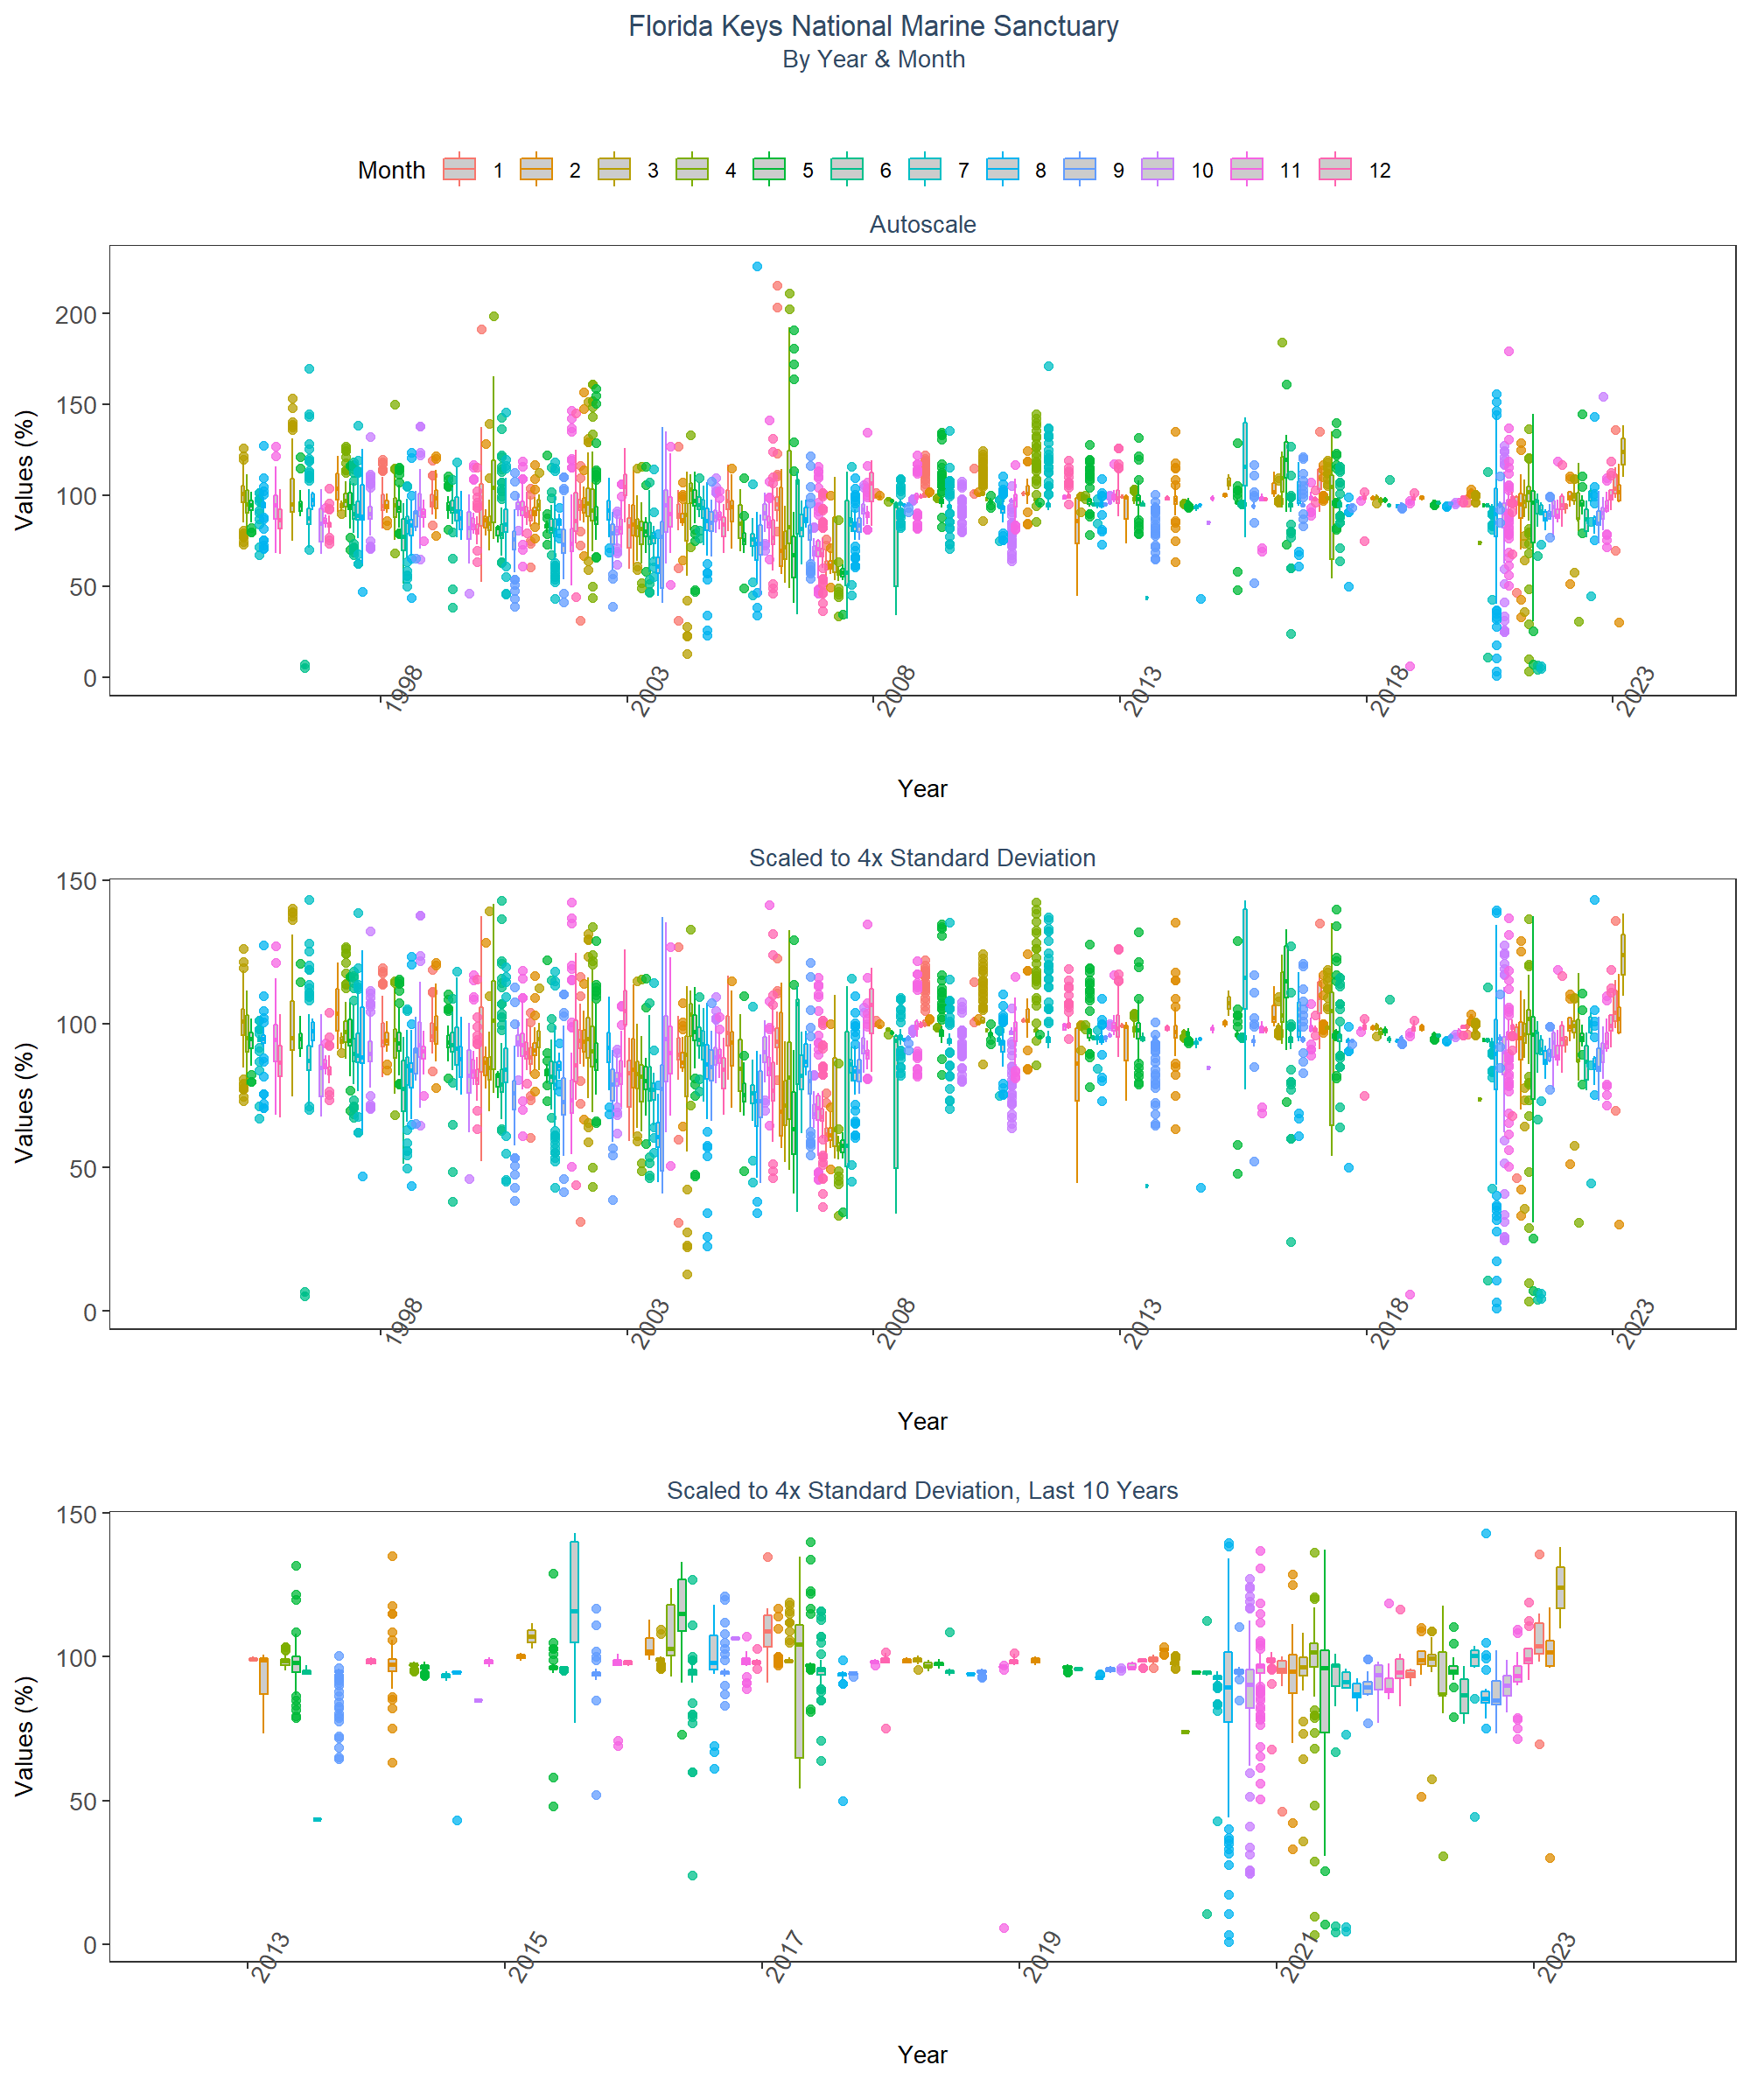 Florida Keys National Marine Sanctuary
By Year & Month
Month 1 2 3 4 5 6 7 8 9 10 11 12
Autoscale
Values (%)
200
150
100
50
0
1998 2003 2008 2013 2018 2023
Year
Scaled to 4x Standard Deviation
Values (%)
150
100
50
0
1998 2003 2008 2013 2018 2023
Year
Scaled to 4x Standard Deviation, Last 10 Years
Values (%)
150
100
50
0
2013 2015 2017 2019 2021 2023
Year